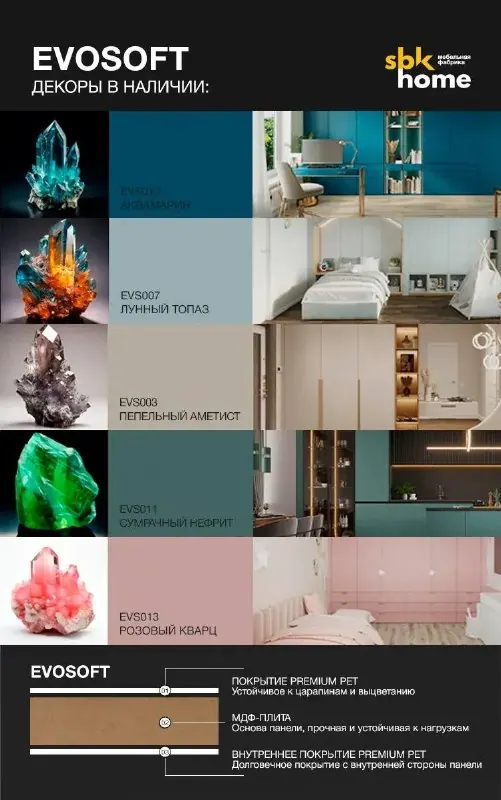 EVOSOFT
ДЕКОРЫ В НАЛИЧИИ:
sbk мебельная фабрика
home
АКВАМАРИН
EVS007
ЛУННЫЙ ТОПАЗ
EVS003
ПЕПЕЛЬНЫЙ АМЕТИСТ
EVS011
СУМРАЧНЫЙ НЕФРИТ
EVS013
РОЗОВЫЙ КВАРЦ
EVOSOFT
01
ПОКРЫТИЕ PREMIUM PET
Устойчивое к царапинам и выцветанию
02
МДФ-ПЛИТА
Основа панели, прочная и устойчивая к нагрузкам
03
ВНУТРЕННЕЕ ПОКРЫТИЕ PREMIUM PET
Долговечное покрытие с внутренней стороны панели